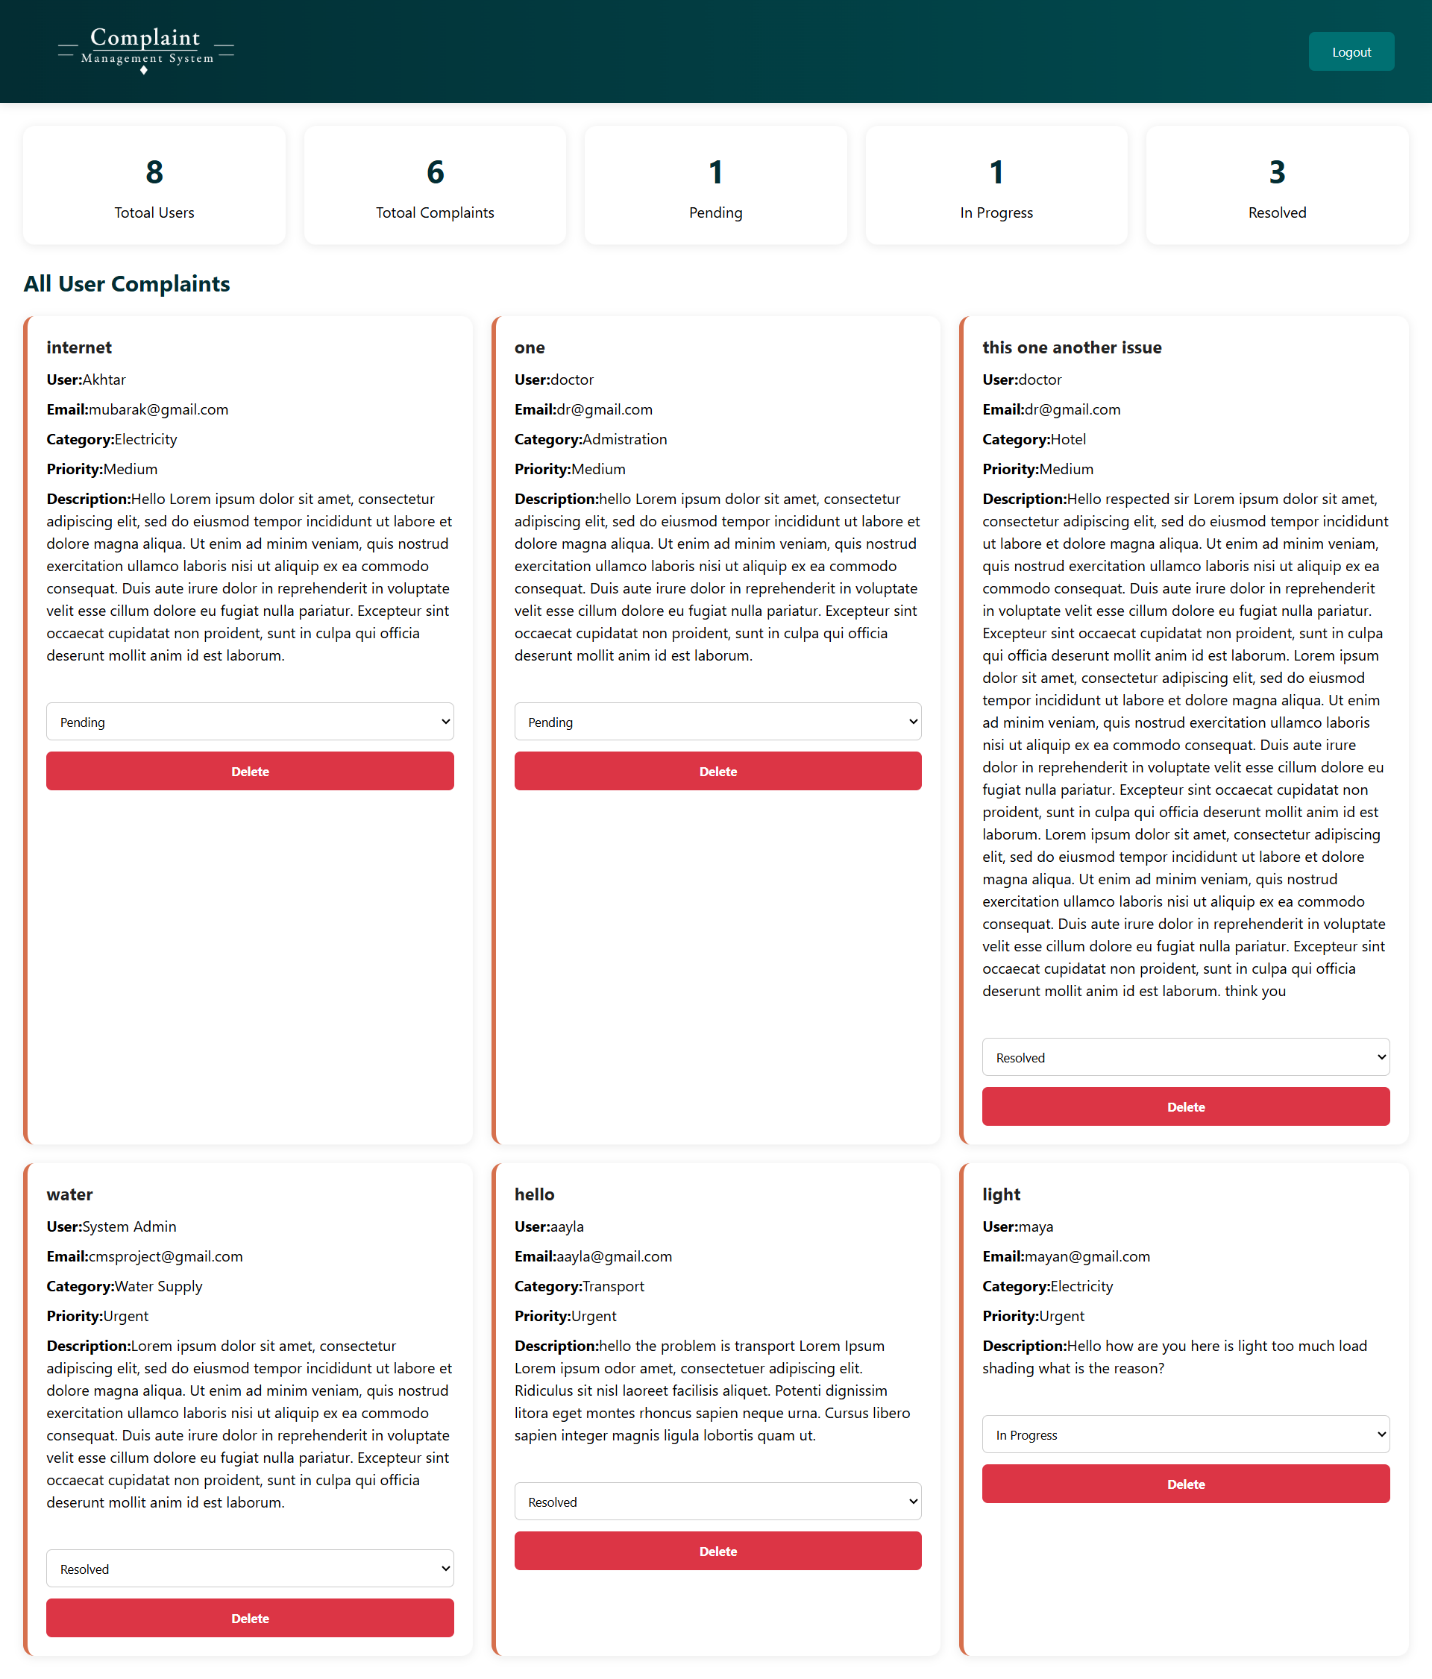 Complaint
Management System
Logout
8
Totoal Users
6
Totoal Complaints
1
Pending
1
In Progress
3
Resolved
All User Complaints
internet
User:Akhtar
Email:mubarak@gmail.com
Category:Electricity
Priority:Medium
Description:Hello Lorem ipsum dolor sit amet, consectetur
adipiscing elit, sed do eiusmod tempor incididunt ut labore et
dolore magna aliqua. Ut enim ad minim veniam, quis nostrud
exercitation ullamco laboris nisi ut aliquip ex ea commodo
consequat. Duis aute irure dolor in reprehenderit in voluptate
velit esse cillum dolore eu fugiat nulla pariatur. Excepteur sint
occaecat cupidatat non proident, sunt in culpa qui officia
deserunt mollit anim id est laborum.
Pending
Delete
one
User:doctor
Email:dr@gmail.com
Category:Admistration
Priority:Medium
Description:hello Lorem ipsum dolor sit amet, consectetur
adipiscing elit, sed do eiusmod tempor incididunt ut labore et
dolore magna aliqua. Ut enim ad minim veniam, quis nostrud
exercitation ullamco laboris nisi ut aliquip ex ea commodo
consequat. Duis aute irure dolor in reprehenderit in voluptate
velit esse cillum dolore eu fugiat nulla pariatur. Excepteur sint
occaecat cupidatat non proident, sunt in culpa qui officia
deserunt mollit anim id est laborum.
Pending
Delete
this one another issue
User:doctor
Email:dr@gmail.com
Category:Hotel
Priority:Medium
Description:Hello respected sir Lorem ipsum dolor sit amet,
consectetur adipiscing elit, sed do eiusmod tempor incididunt
ut labore et dolore magna aliqua. Ut enim ad minim veniam,
quis nostrud exercitation ullamco laboris nisi ut aliquip ex ea
commodo consequat. Duis aute irure dolor in reprehenderit
in voluptate velit esse cillum dolore eu fugiat nulla pariatur.
Excepteur sint occaecat cupidatat non proident, sunt in culpa
qui officia deserunt mollit anim id est laborum. Lorem ipsum
dolor sit amet, consectetur adipiscing elit, sed do eiusmod
tempor incididunt ut labore et dolore magna aliqua. Ut enim
ad minim veniam, quis nostrud exercitation ullamco laboris
nisi ut aliquip ex ea commodo consequat. Duis aute irure
dolor in reprehenderit in voluptate velit esse cillum dolore eu
fugiat nulla pariatur. Excepteur sint occaecat cupidatat non
proident, sunt in culpa qui officia deserunt mollit anim id est
laborum. Lorem ipsum dolor sit amet, consectetur adipiscing
elit, sed do eiusmod tempor incididunt ut labore et dolore
magna aliqua. Ut enim ad minim veniam, quis nostrud
exercitation ullamco laboris nisi ut aliquip ex ea commodo
consequat. Duis aute irure dolor in reprehenderit in voluptate
velit esse cillum dolore eu fugiat nulla pariatur. Excepteur sint
occaecat cupidatat non proident, sunt in culpa qui officia
deserunt mollit anim id est laborum. think you
Resolved
Delete
water
User:System Admin
Email:cmsproject@gmail.com
Category:Water Supply
Priority:Urgent
Description:Lorem ipsum dolor sit amet, consectetur
adipiscing elit, sed do eiusmod tempor incididunt ut labore et
dolore magna aliqua. Ut enim ad minim veniam, quis nostrud
exercitation ullamco laboris nisi ut aliquip ex ea commodo
consequat. Duis aute irure dolor in reprehenderit in voluptate
velit esse cillum dolore eu fugiat nulla pariatur. Excepteur sint
occaecat cupidatat non proident, sunt in culpa qui officia
deserunt mollit anim id est laborum.
Resolved
Delete
hello
User:aayla
Email:aayla@gmail.com
Category:Transport
Priority:Urgent
Description:hello the problem is transport Lorem Ipsum
Lorem ipsum odor amet, consectetuer adipiscing elit.
Ridiculus sit nisl laoreet facilisis aliquet. Potenti dignissim
litora eget montes rhoncus sapien neque urna. Cursus libero
sapien integer magnis ligula lobortis quam ut.
Resolved
Delete
light
User:maya
Email:mayan@gmail.com
Category:Electricity
Priority:Urgent
Description:Hello how are you here is light too much load
shading what is the reason?
In Progress
Delete